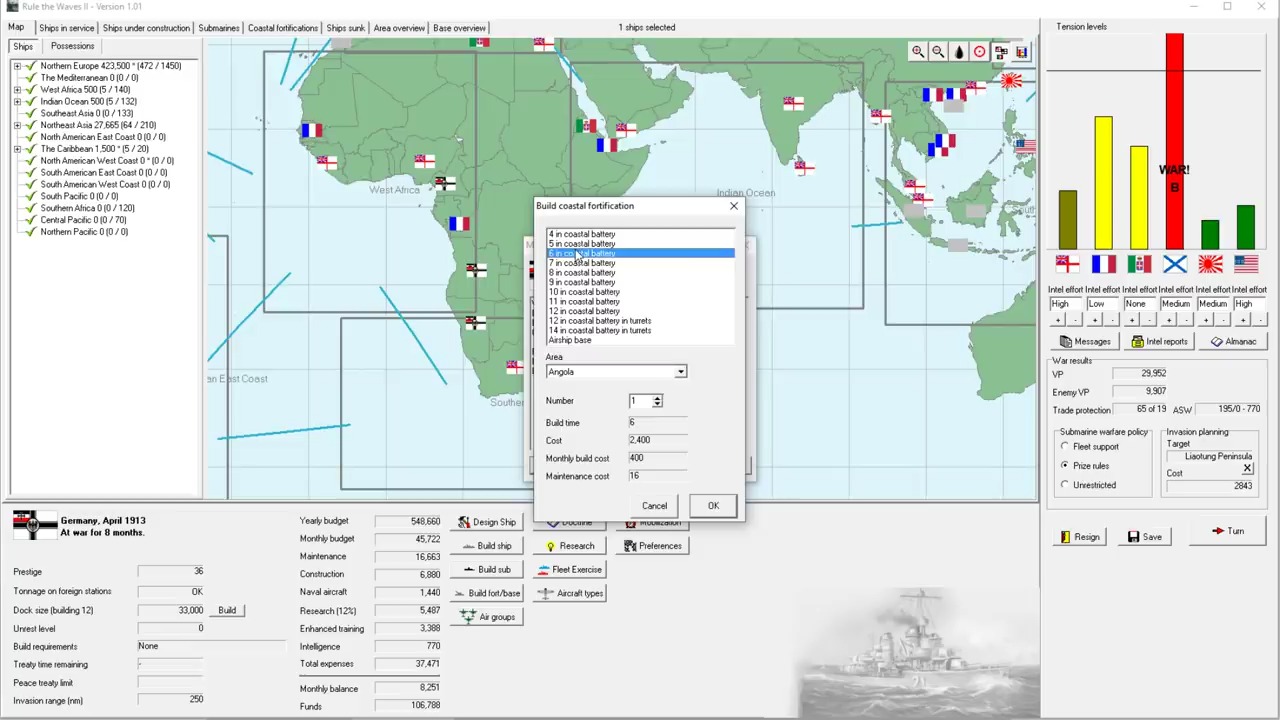 Rule the Waves II - Version 1.01
Map
Ships in service
Ships under construction
Submarines
Coastal fortifications
Ships sunk
Area overview
Base overview
1 ships selected
Ships
Possessions
Northern Europe 423,500 * (472 / 1450)
The Mediterranean 0 (0 / 0)
West Africa 500 (5 / 140)
Indian Ocean 500 (5 / 132)
Southeast Asia 0 (0 / 133)
Northeast Asia 27,665 (64 / 210)
North American East Coast 0 (0 / 0)
The Caribbean 1,500 * (5 / 20)
North American West Coast 0 * (0 / 0)
South American East Coast 0 (0 / 0)
South American West Coast 0 (0 / 0)
South Pacific 0 (0 / 0)
Southern Africa 0 (0 / 120)
Central Pacific 0 (0 / 70)
Northern Pacific 0 (0 / 0)
West Africa
Indian Ocean
an East Coast
Southern
Build coastal fortification
4 in coastal battery
5 in coastal battery
6 in coastal battery
7 in coastal battery
8 in coastal battery
9 in coastal battery
10 in coastal battery
11 in coastal battery
12 in coastal battery
12 in coastal battery in turrets
14 in coastal battery in turrets
Airship base
Area
Angola
Number 1
Build time 6
Cost 2,400
Monthly build cost 400
Maintenance cost 16
Cancel
OK
Tension levels
WAR!
B
Intel effort Intel effort Intel effort Intel effort Intel effort Intel effort
High Low None Medium Medium High
+ - + - + - + - + - + -
Messages
Intel reports
Almanac
War results
VP 29,952
Enemy VP 9,907
Trade protection 65 of 19 ASW 195/0 - 770
Submarine warfare policy
Fleet support
Prize rules
Unrestricted
Invasion planning
Target
Liaotung Peninsula
Cost X
2843
Resign
Save
Turn
Germany, April 1913
At war for 8 months.
Prestige 36
Tonnage on foreign stations OK
Dock size (building 12) 33,000 Build
Unrest level 0
Build requirements None
Treaty time remaining -
Peace treaty limit
Invasion range (nm) 250
Yearly budget 548,660
Monthly budget 45,722
Maintenance 16,663
Construction 6,880
Naval aircraft 1,440
Research (12%) 5,487
Enhanced training 3,388
Intelligence 770
Total expenses 37,471
Monthly balance 8,251
Funds 106,788
Design Ship
Doctrine
Mobilization
Build ship
Research
Preferences
Build sub
Fleet Exercise
Build fort/base
Aircraft types
Air groups